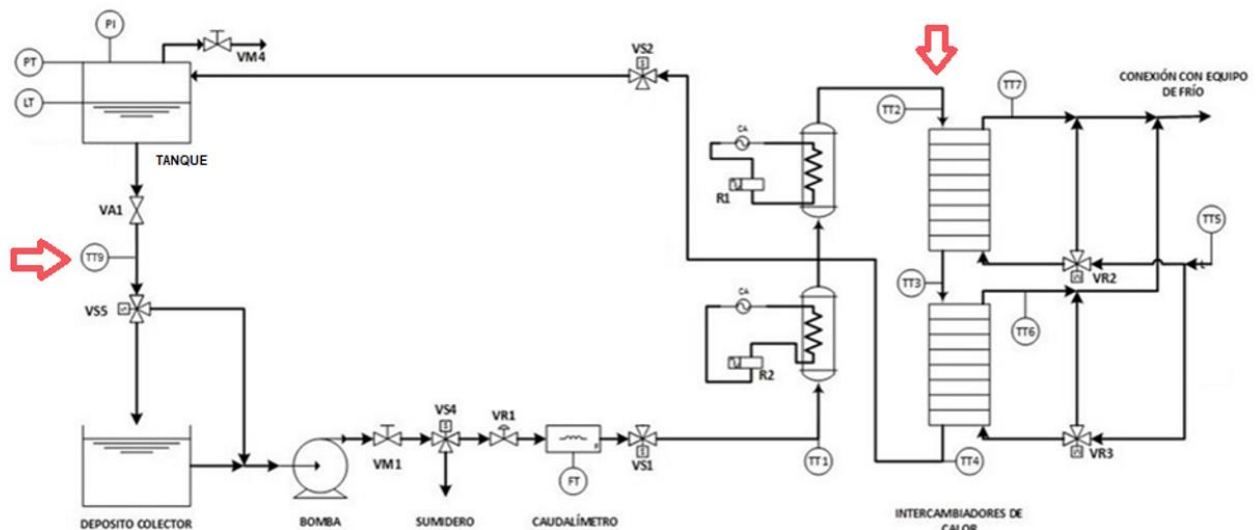 PI
VM4
PT
LT
TANQUE
VA1
TT9
VS5
DEPOSITO COLECTOR
BOMBA
VM1
VS4
SUMIDERO
VR1
FT
CAUDALÍMETRO
VS1
VS2
CA
R1
CA
R2
TT1
TT2
TT7
CONEXIÓN CON EQUIPO
DE FRÍO
TT5
VR2
TT3
TT6
VR3
TT4
INTERCAMBIADORES DE
CALOR